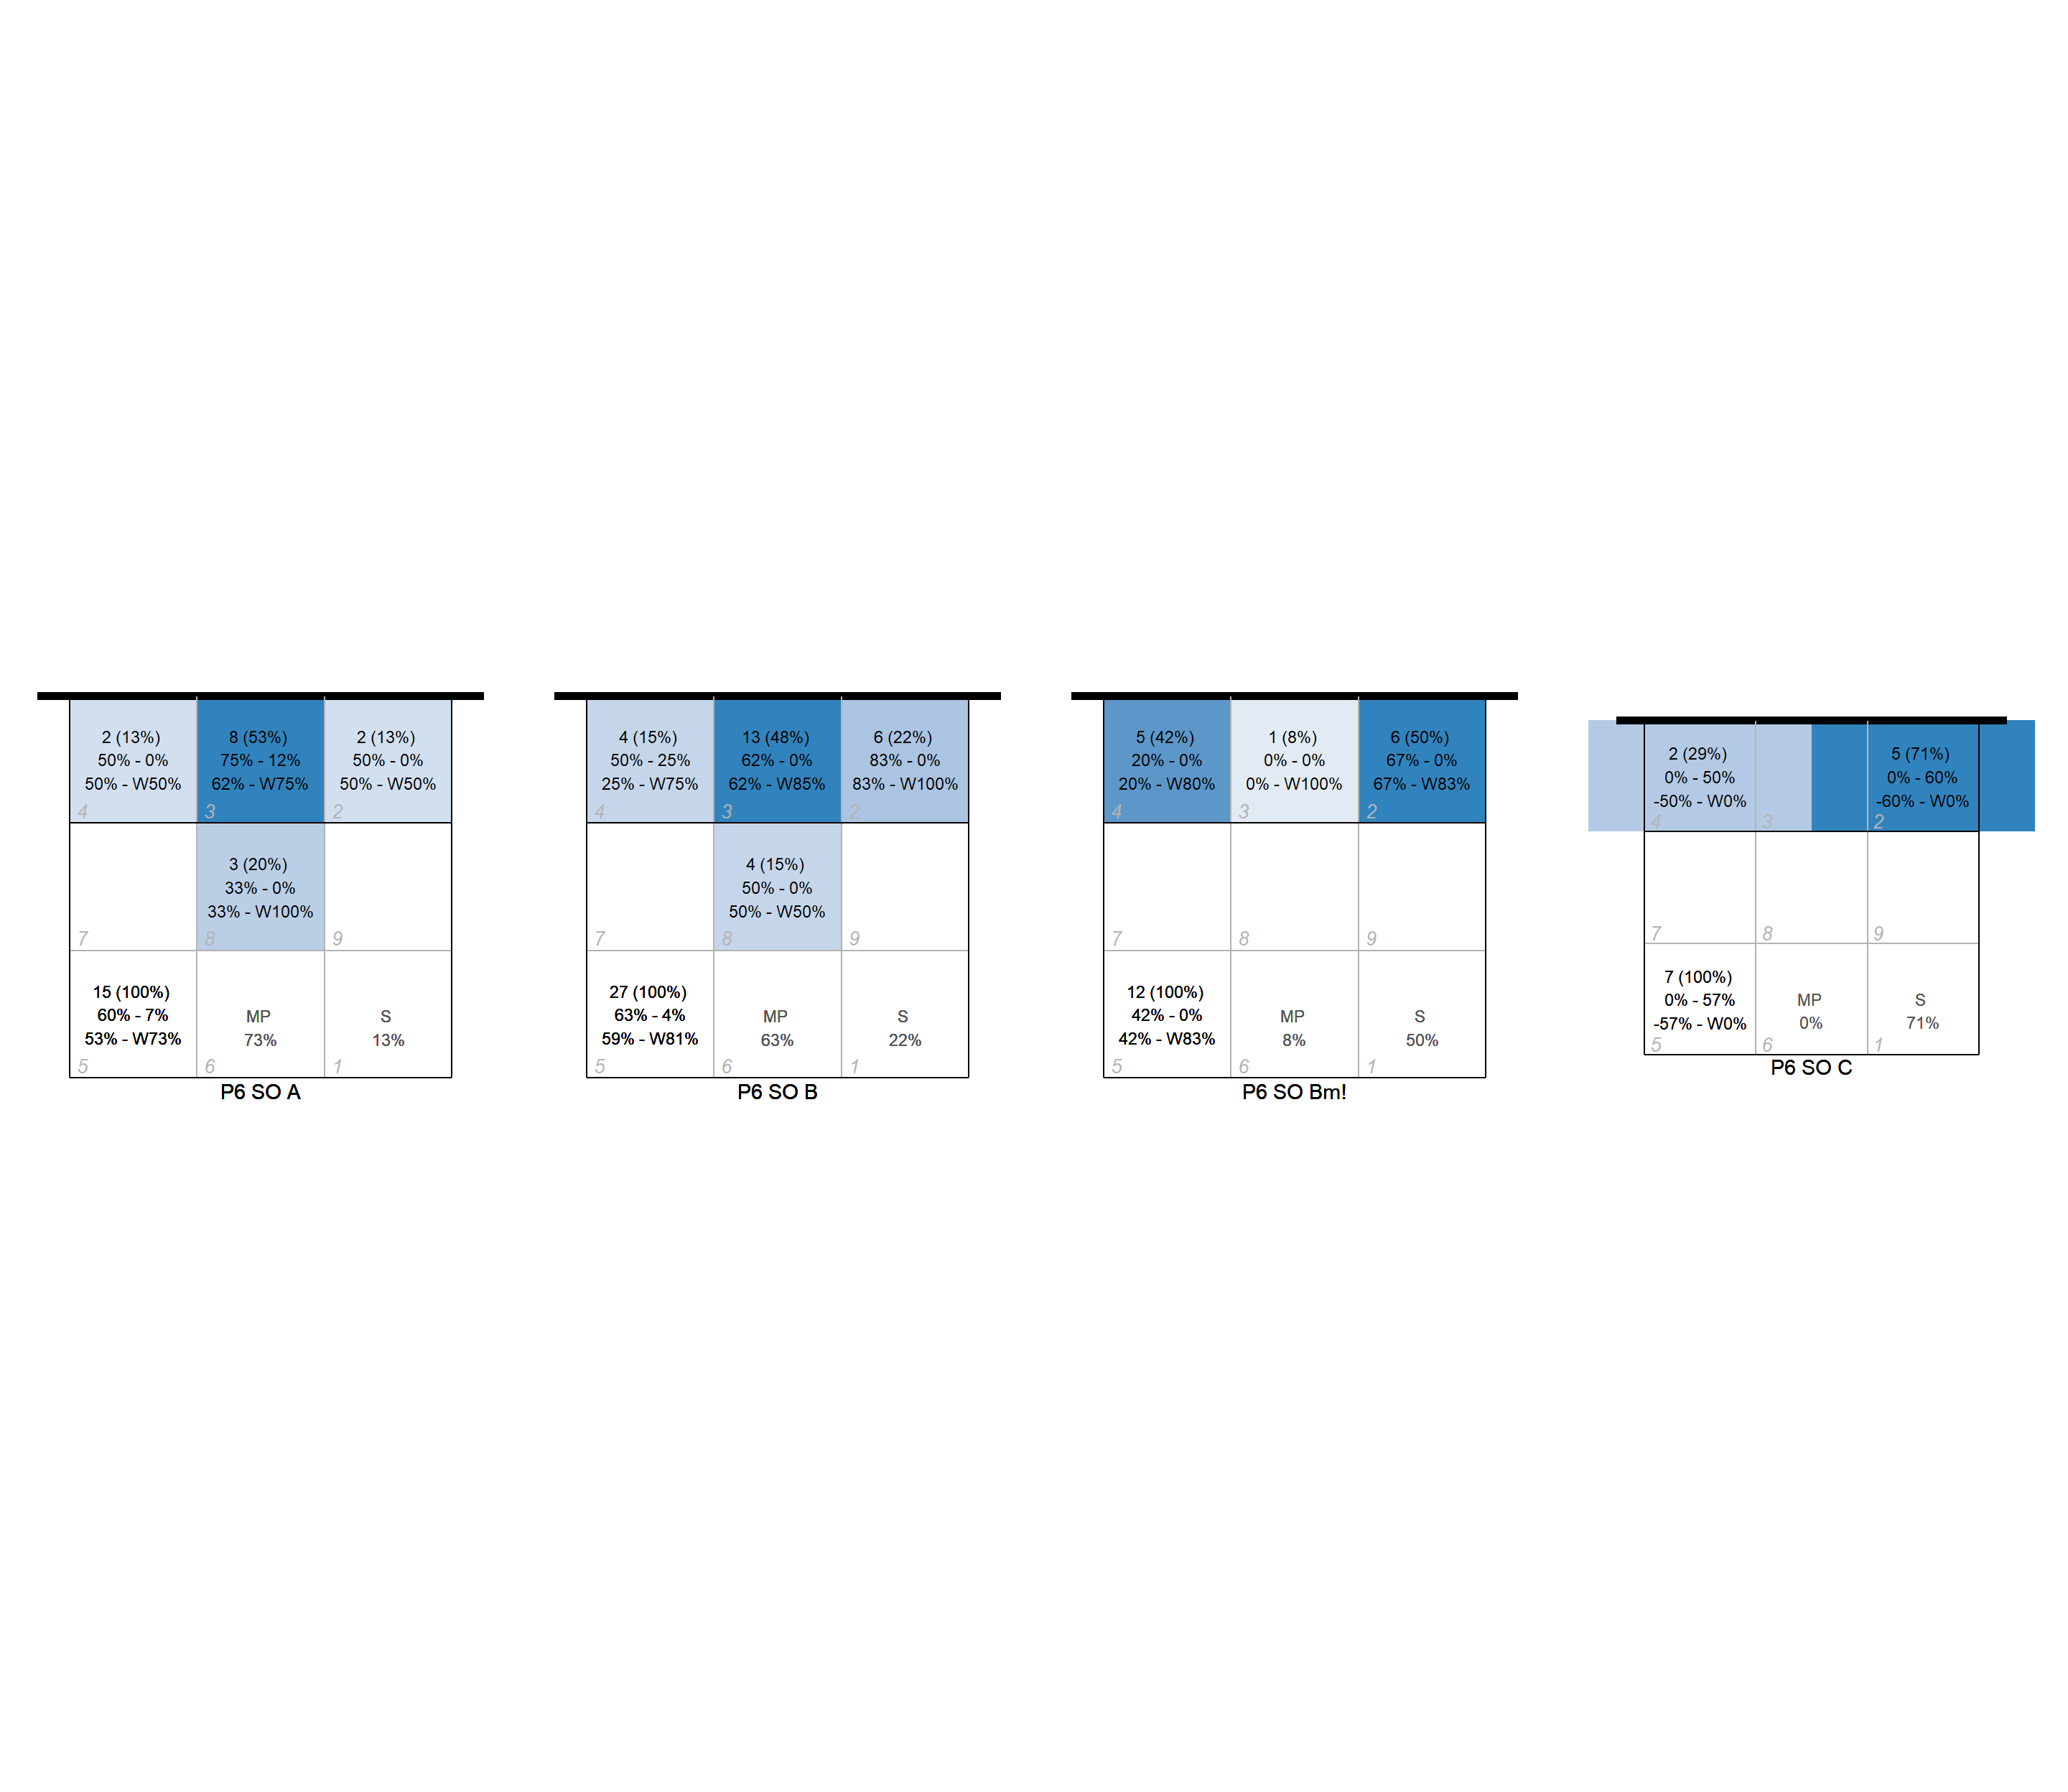 2 (13%)
50% - 0%
50% - W50%
4
8 (53%)
75% - 12%
62% - W75%
3
2 (13%)
50% - 0%
50% - W50%
2
7
3 (20%)
33% - 0%
33% - W100%
8
9
15 (100%)
60% - 7%
53% - W73%
5
MP
73%
6
S
13%
1
P6 SO A
4 (15%)
50% - 25%
25% - W75%
4
13 (48%)
62% - 0%
62% - W85%
3
6 (22%)
83% - 0%
83% - W100%
2
7
4 (15%)
50% - 0%
50% - W50%
8
9
27 (100%)
63% - 4%
59% - W81%
5
MP
63%
6
S
22%
1
P6 SO B
5 (42%)
20% - 0%
20% - W80%
4
1 (8%)
0% - 0%
0% - W100%
3
6 (50%)
67% - 0%
67% - W83%
2
7
8
9
12 (100%)
42% - 0%
42% - W83%
5
MP
8%
6
S
50%
1
P6 SO Bm!
2 (29%)
0% - 50%
-50% - W0%
4
3
5 (71%)
0% - 60%
-60% - W0%
2
7
8
9
7 (100%)
0% - 57%
-57% - W0%
5
MP
0%
6
S
71%
1
P6 SO C